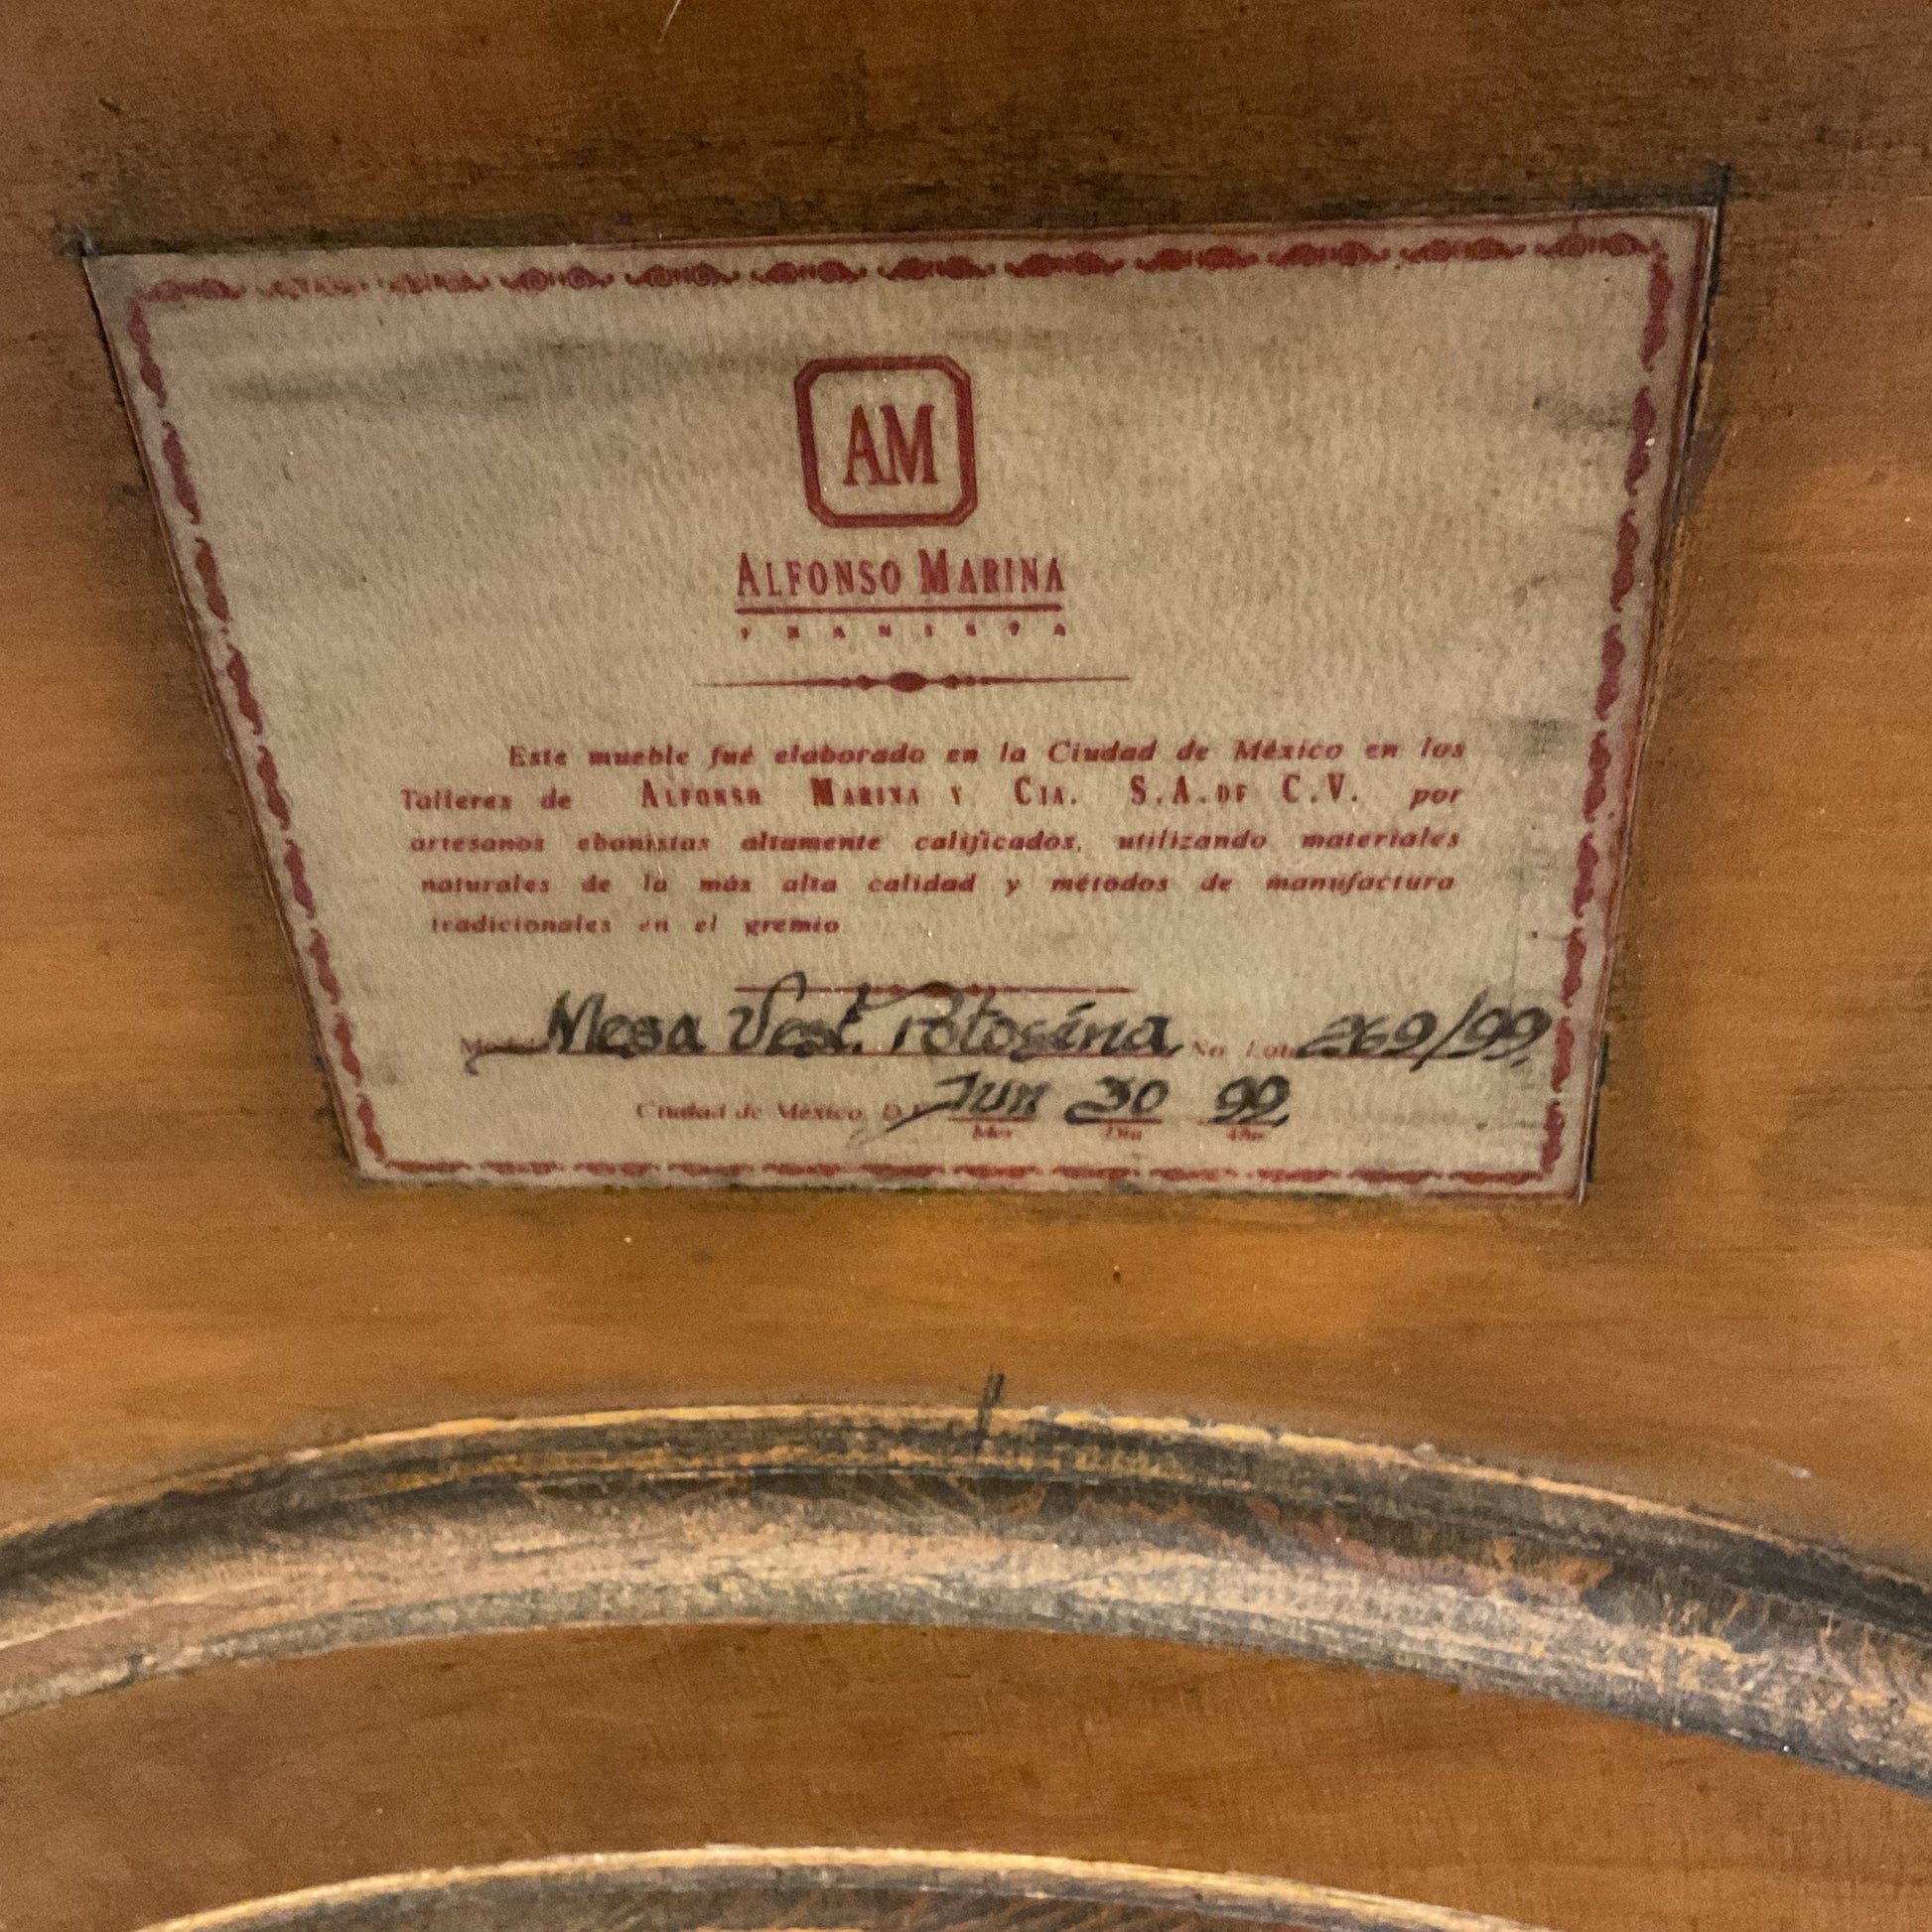 AM
ALFONSO MARINA
EBANISTA
Este mueble fué elaborado en la Ciudad de México en los
Talleres de ALFONSO MARINA Y CIA. S.A. DE C.V. por
artesanos ebanistas altamente calificados, utilizando materiales
naturales de la más alta calidad y métodos de manufactura
tradicionales en el gremio
Mesa Vest. Potosína No. Lote 269/99
Ciudad de México, D.F. Jun 30 99
Mes Día Año